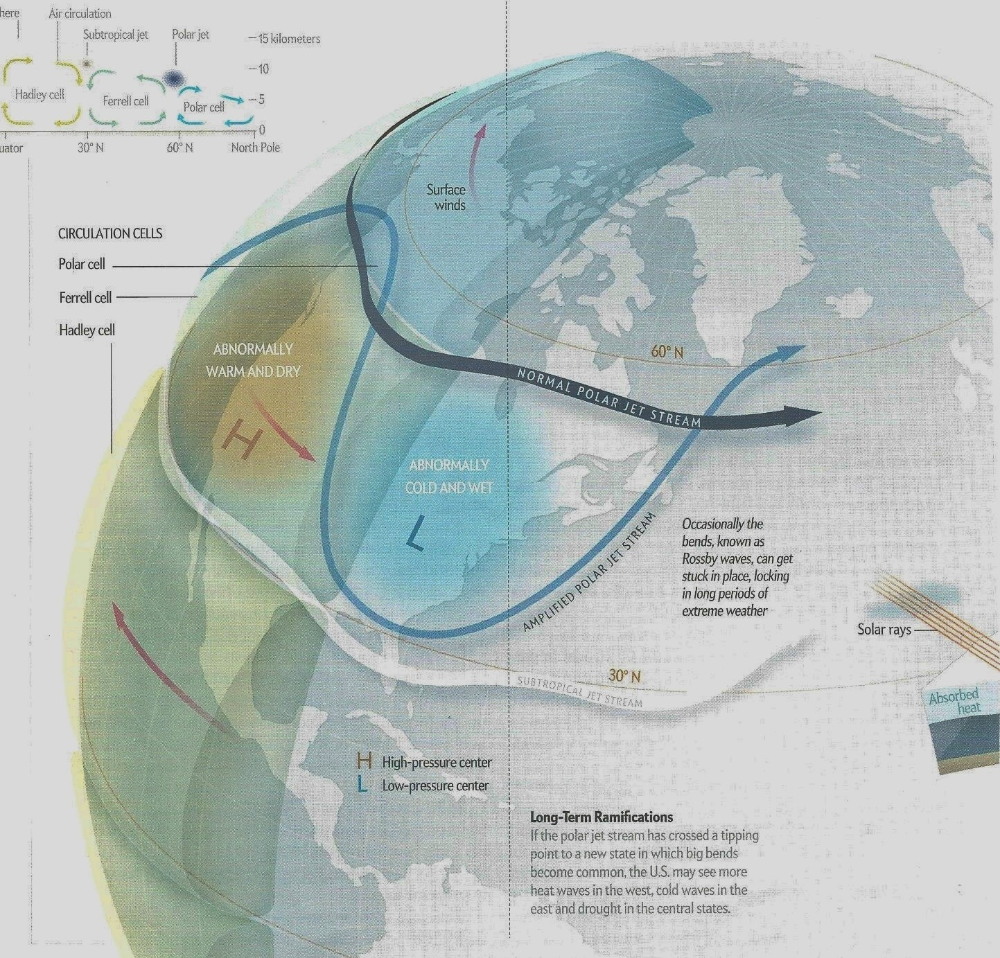 here
Air circulation
Subtropical jet
Polar jet
15 kilometers
10
5
0
Hadley cell
Ferrell cell
Polar cell
uator
30° N
60° N
North Pole
Surface
winds
CIRCULATION CELLS
Polar cell
Ferrell cell
Hadley cell
ABNORMALLY
WARM AND DRY
H
60° N
NORMAL POLAR JET STREAM
ABNORMALLY
COLD AND WET
L
AMPLIFIED POLAR JET STREAM
Occasionally the
bends, known as
Rossby waves, can get
stuck in place, locking
in long periods of
extreme weather
Solar rays
30° N
SUBTROPICAL JET STREAM
Absorbed
heat
H High-pressure center
L Low-pressure center
Long-Term Ramifications
If the polar jet stream has crossed a tipping
point to a new state in which big bends
become common, the U.S. may see more
heat waves in the west, cold waves in the
east and drought in the central states.